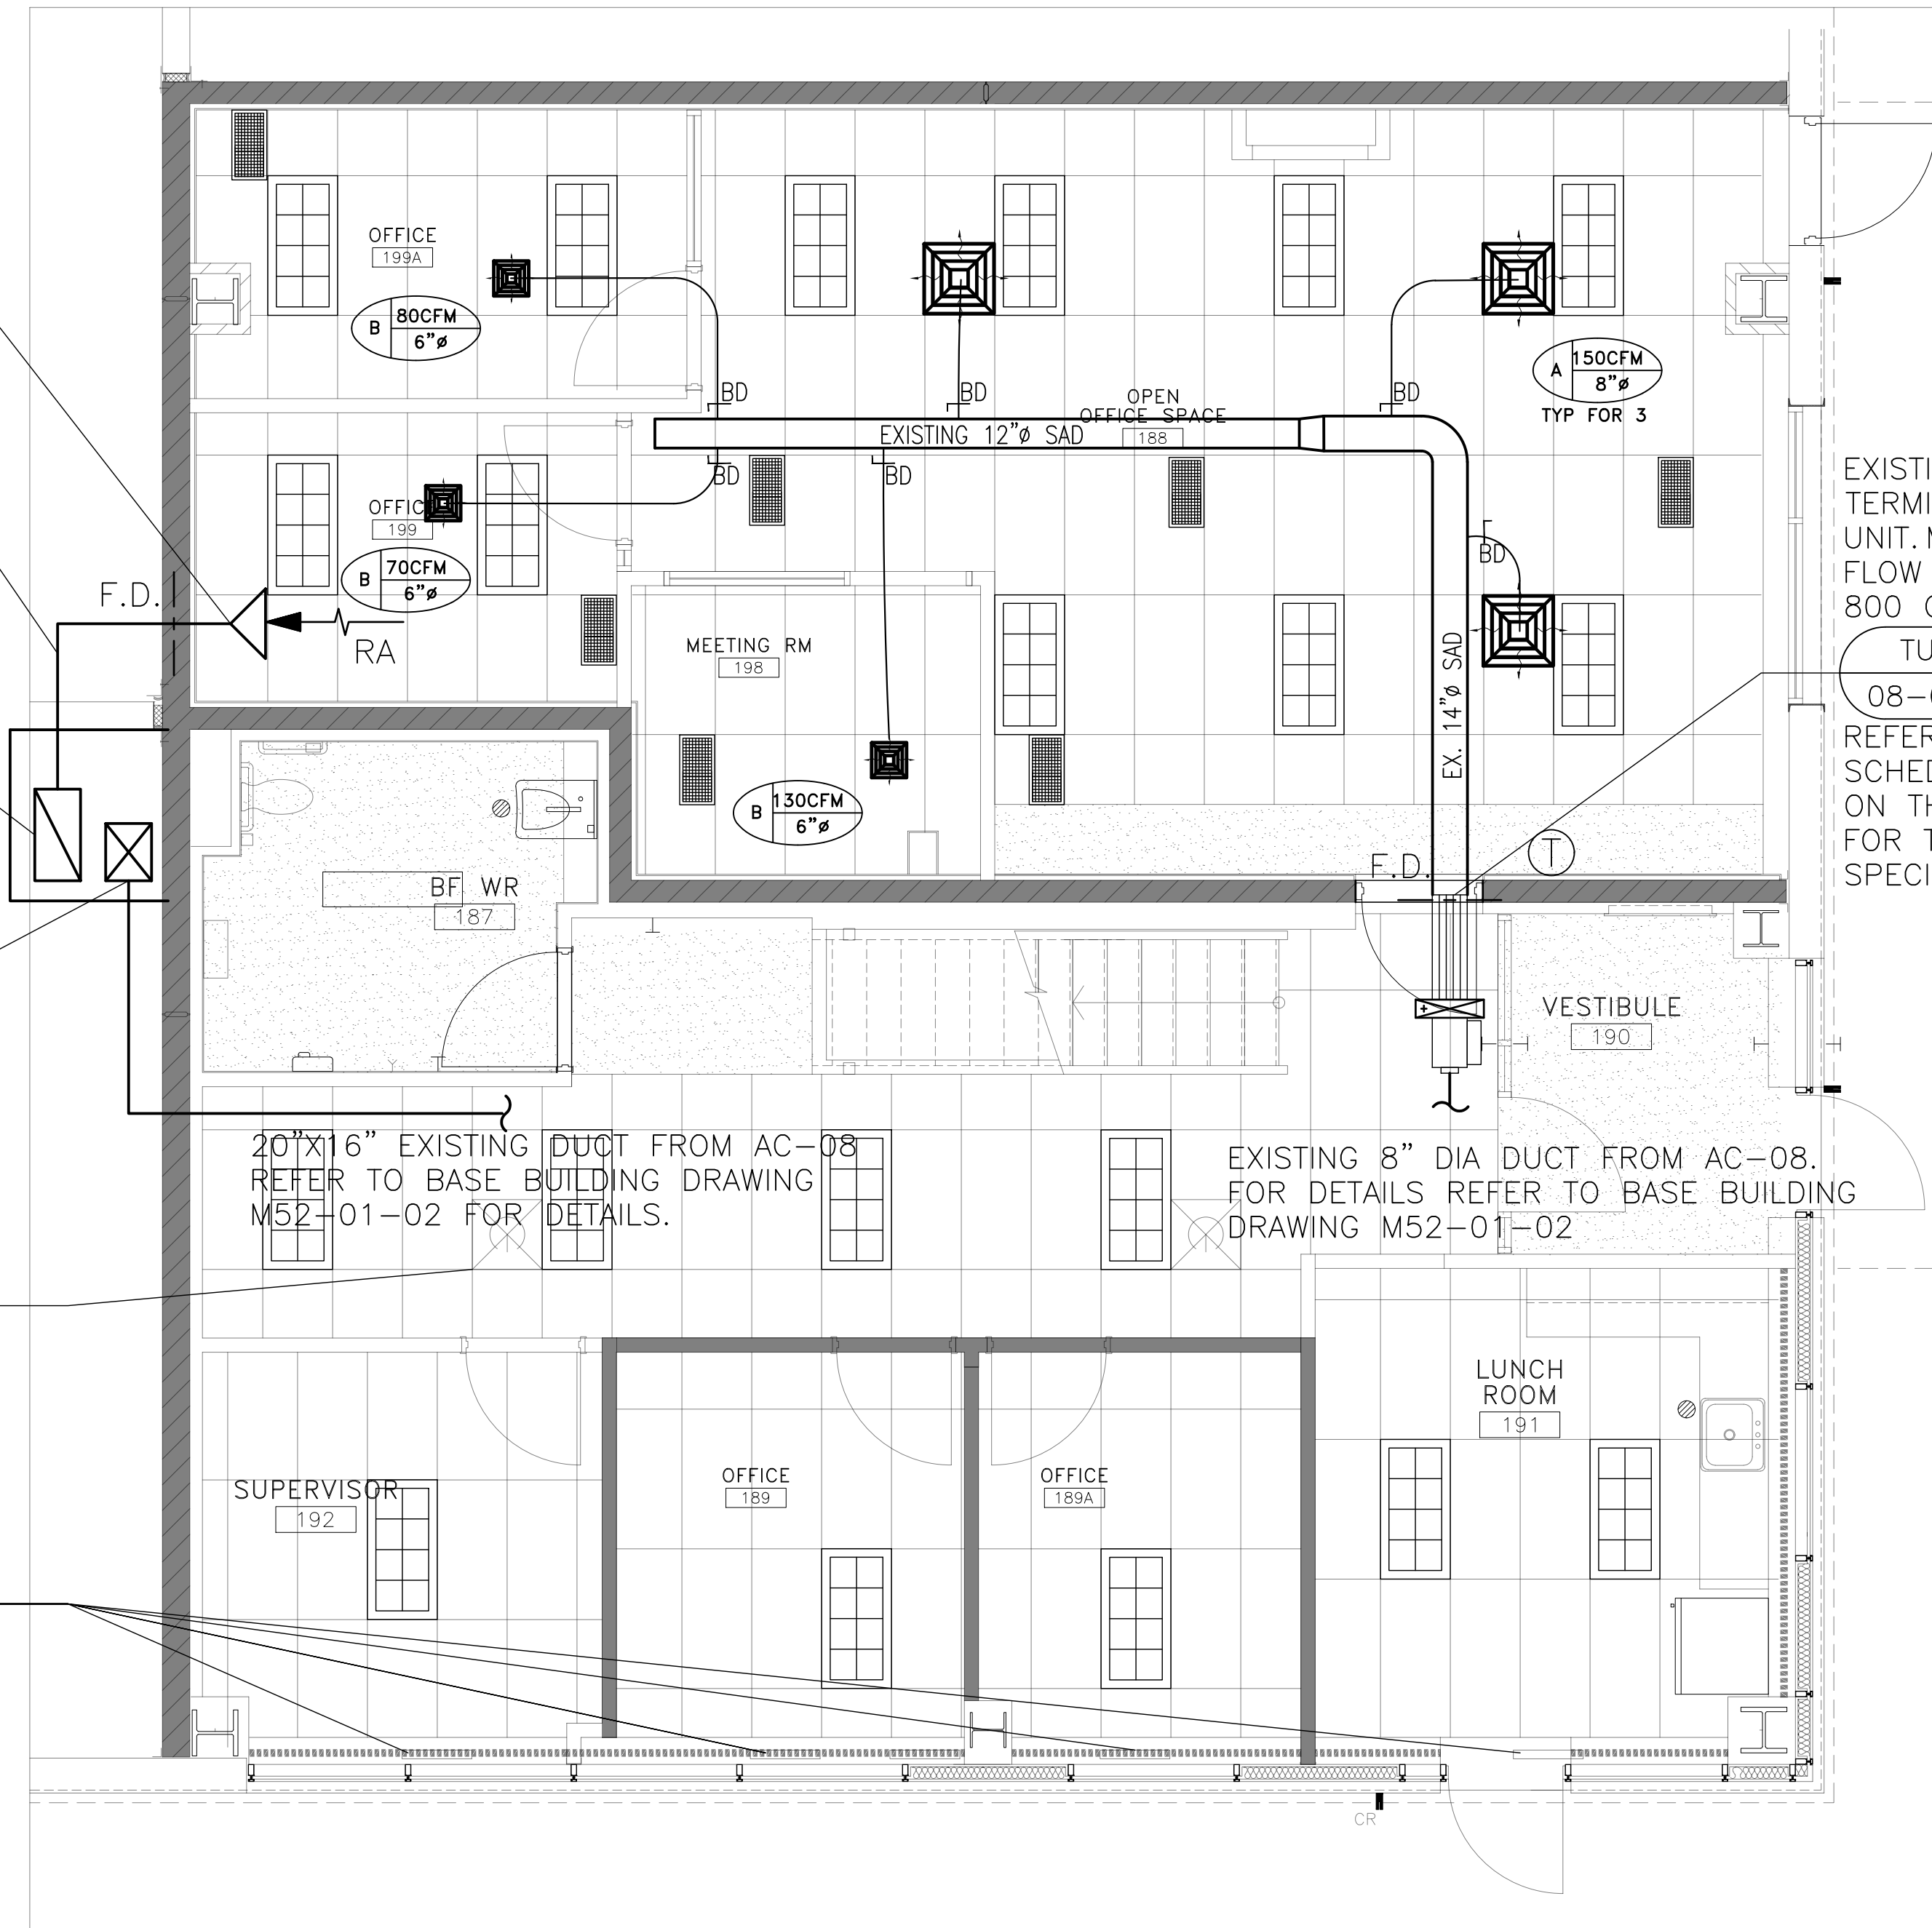 OFFICE
199A
B 80CFM
6"ø
BD
BD
BD
OPEN
OFFICE SPACE
188
EXISTING 12"ø SAD
A 150CFM
8"ø
TYP FOR 3
BD
BD
BD
OFFICE
199
B 70CFM
6"ø
F.D.
RA
MEETING RM
198
B 130CFM
6"ø
EX. 14"ø SAD
F.D.
T
EXISTI
TERMI
UNIT. M
FLOW
800 C
TU
08-0
REFER
SCHED
ON TH
FOR T
SPECI
BF WR
187
VESTIBULE
190
20"X16" EXISTING DUCT FROM AC-08
REFER TO BASE BUILDING DRAWING
M52-01-02 FOR DETAILS.
EXISTING 8" DIA DUCT FROM AC-08.
FOR DETAILS REFER TO BASE BUILDING
DRAWING M52-01-02
LUNCH
ROOM
191
SUPERVISOR
192
OFFICE
189
OFFICE
189A
CR